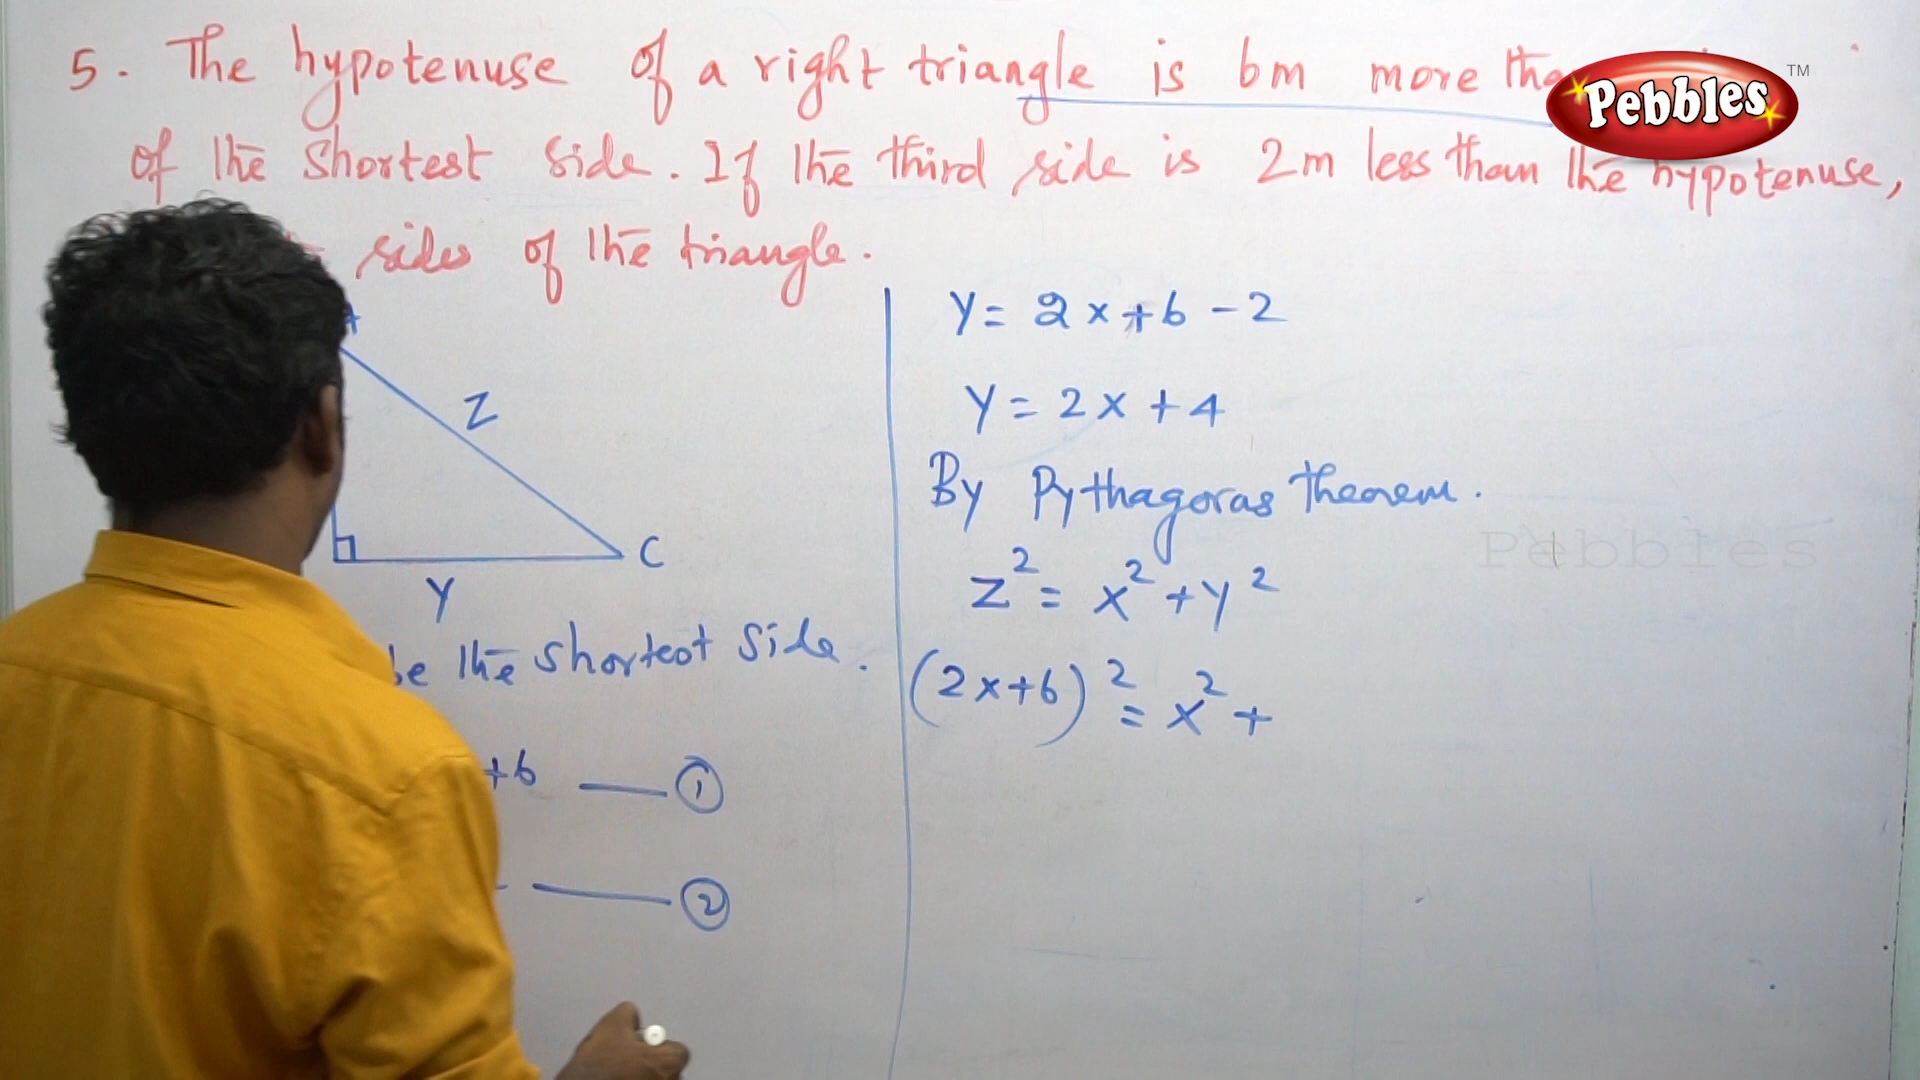 5. The hypotenuse of a right triangle is 6m more
Pebbles TM
of the shortest side. If the third side is 2m less than the hypotenuse,
sides of the triangle.
A
Z
C
Y
be the shortest side.
+6 — ①
— ②
Y = 2x+6-2
Y = 2x+4
By Pythagoras theorem.
Z² = x²+y²
(2x+6)² = x²+
Pebbles